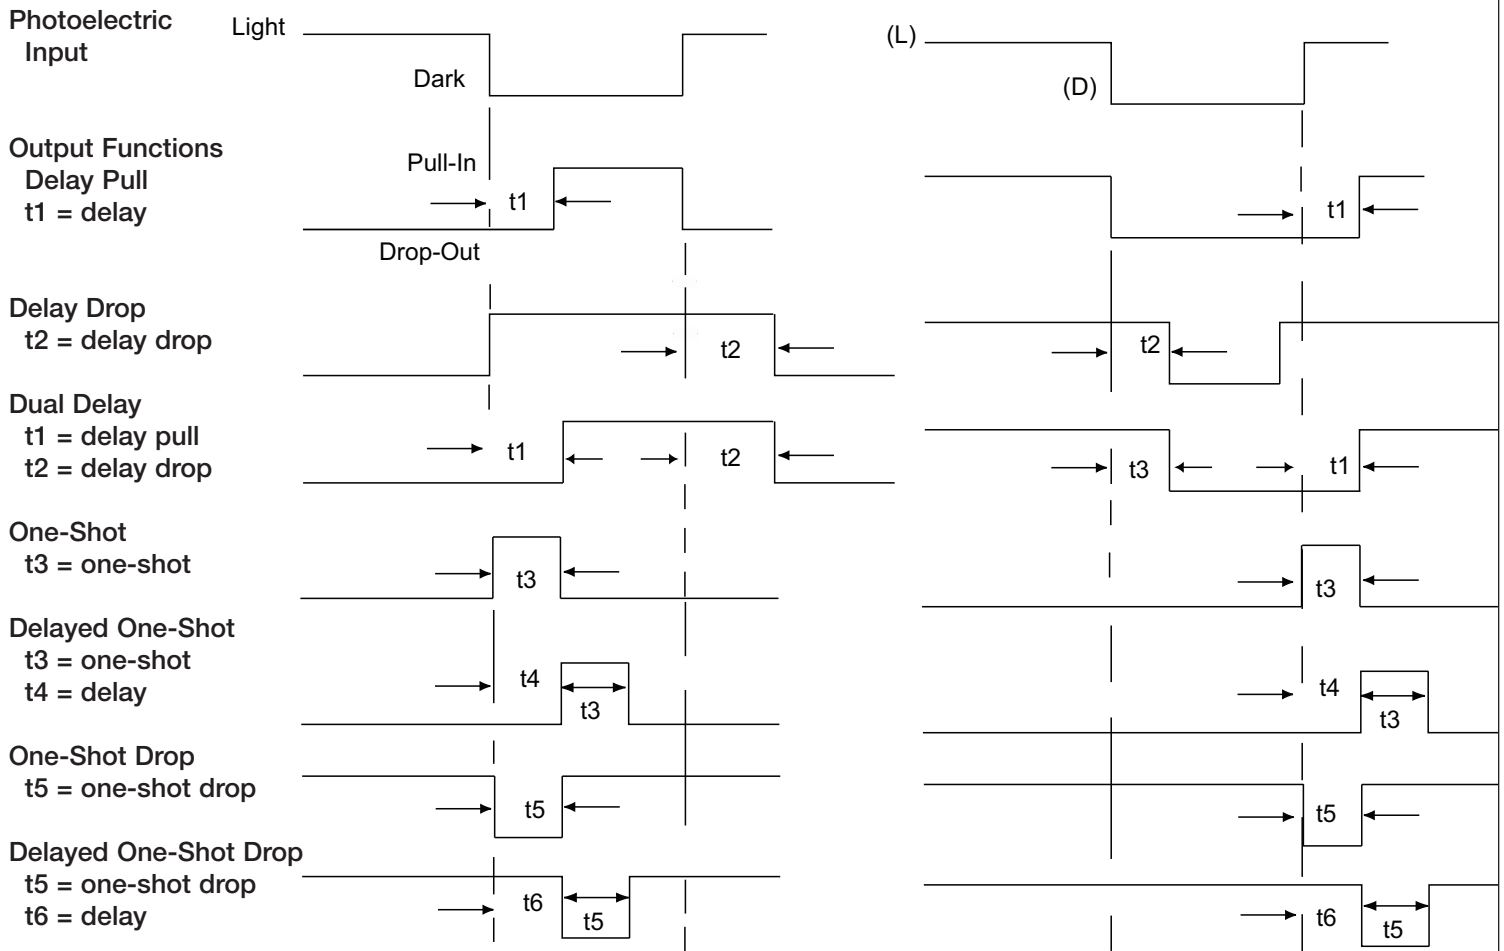 Photoelectric
Input
Light
Dark
(L)
(D)
Output Functions
Delay Pull
t1 = delay
Pull-In
t1
Drop-Out
t1
Delay Drop
t2 = delay drop
t2
t2
Dual Delay
t1 = delay pull
t2 = delay drop
t1
t2
t3
t1
One-Shot
t3 = one-shot
t3
t3
Delayed One-Shot
t3 = one-shot
t4 = delay
t4
t3
t4
t3
One-Shot Drop
t5 = one-shot drop
t5
t5
Delayed One-Shot Drop
t5 = one-shot drop
t6 = delay
t6
t5
t6
t5